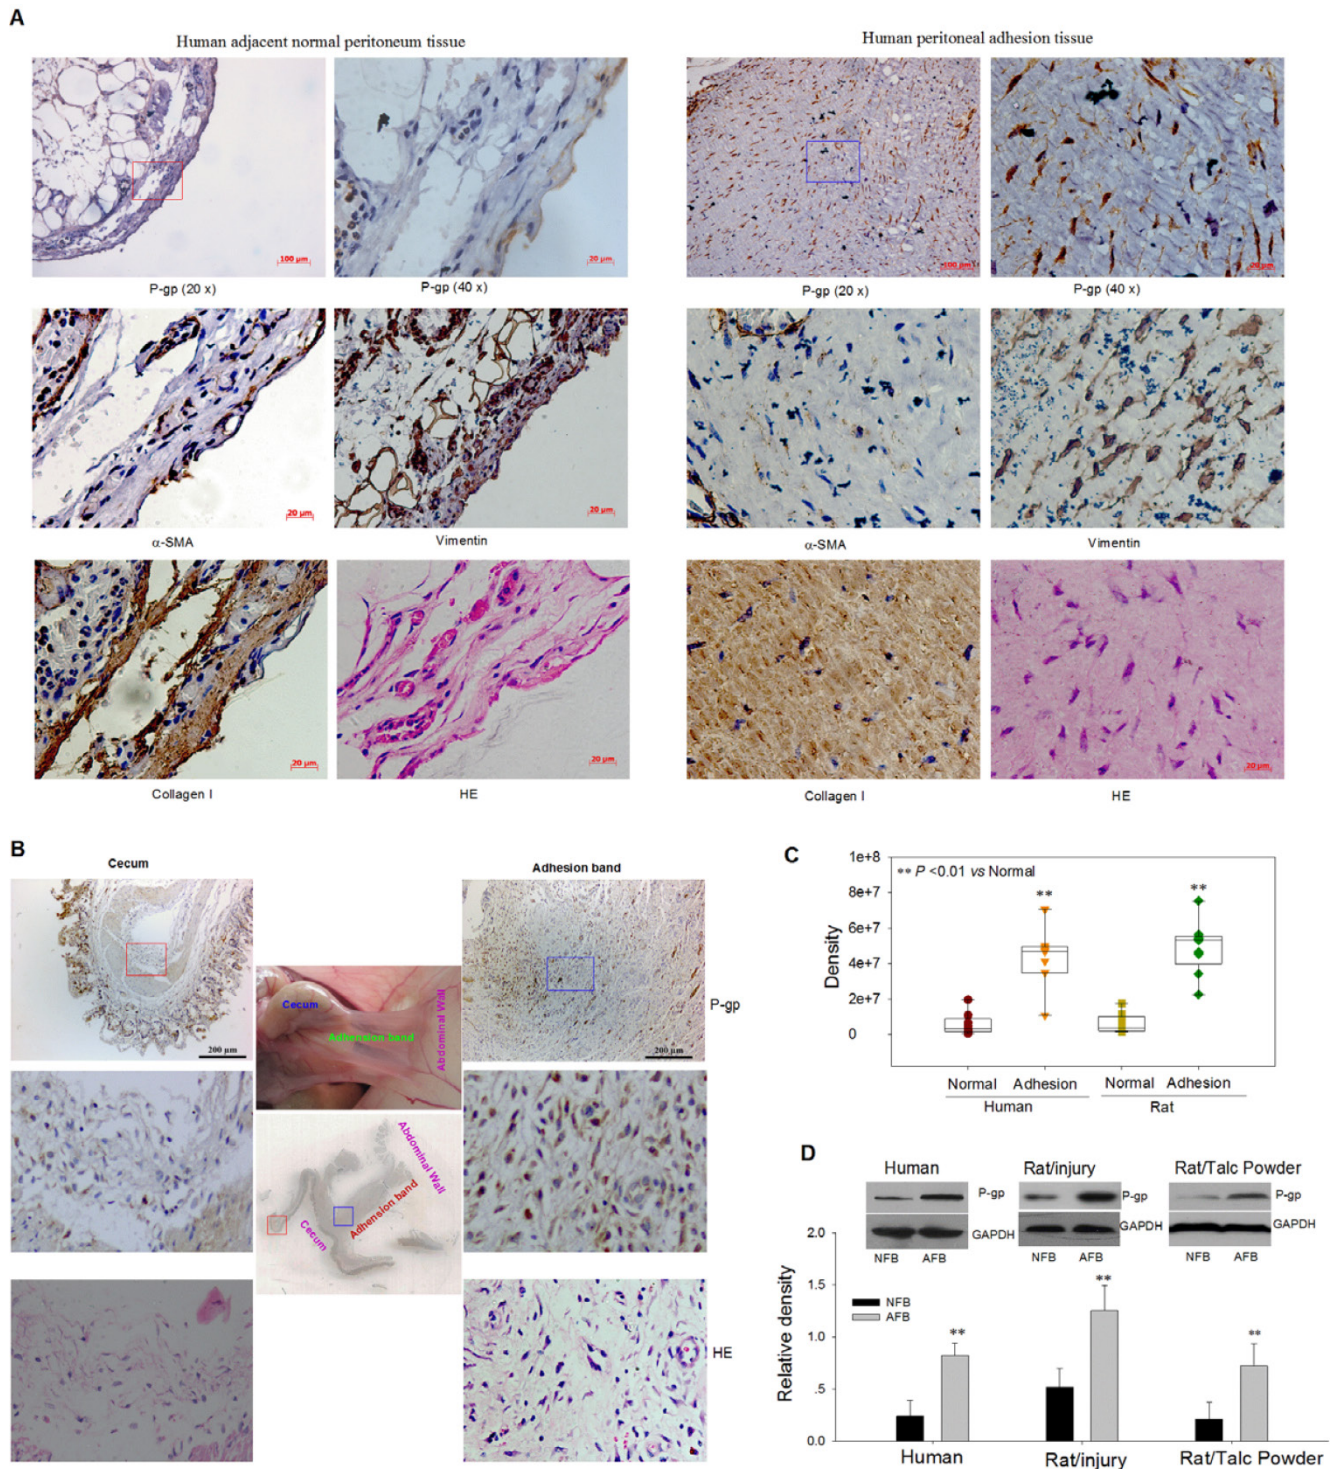 A
Human adjacent normal peritoneum tissue
Human peritoneal adhesion tissue
100 µm
20 µm
100 µm
20 µm
P-gp (20 x)
P-gp (40 x)
P-gp (20 x)
P-gp (40 x)
20 µm
20 µm
α-SMA
Vimentin
α-SMA
Vimentin
20 µm
20 µm
20 µm
Collagen I
HE
Collagen I
HE
B
Cecum
Adhesion band
200 µm
200 µm
P-gp
Cecum
Adhension band
Abdominal Wall
Abdominal Wall
Adhension band
Cecum
HE
C
1e+8
8e+7
6e+7
4e+7
2e+7
0
Density
** P <0.01 vs Normal
**
**
Normal
Adhesion
Normal
Adhesion
Human
Rat
D
Human
Rat/injury
Rat/Talc Powder
P-gp
P-gp
P-gp
GAPDH
GAPDH
GAPDH
NFB
AFB
NFB
AFB
NFB
AFB
2.0
1.5
1.0
.5
0.0
Relative density
NFB
AFB
**
**
**
Human
Rat/injury
Rat/Talc Powder